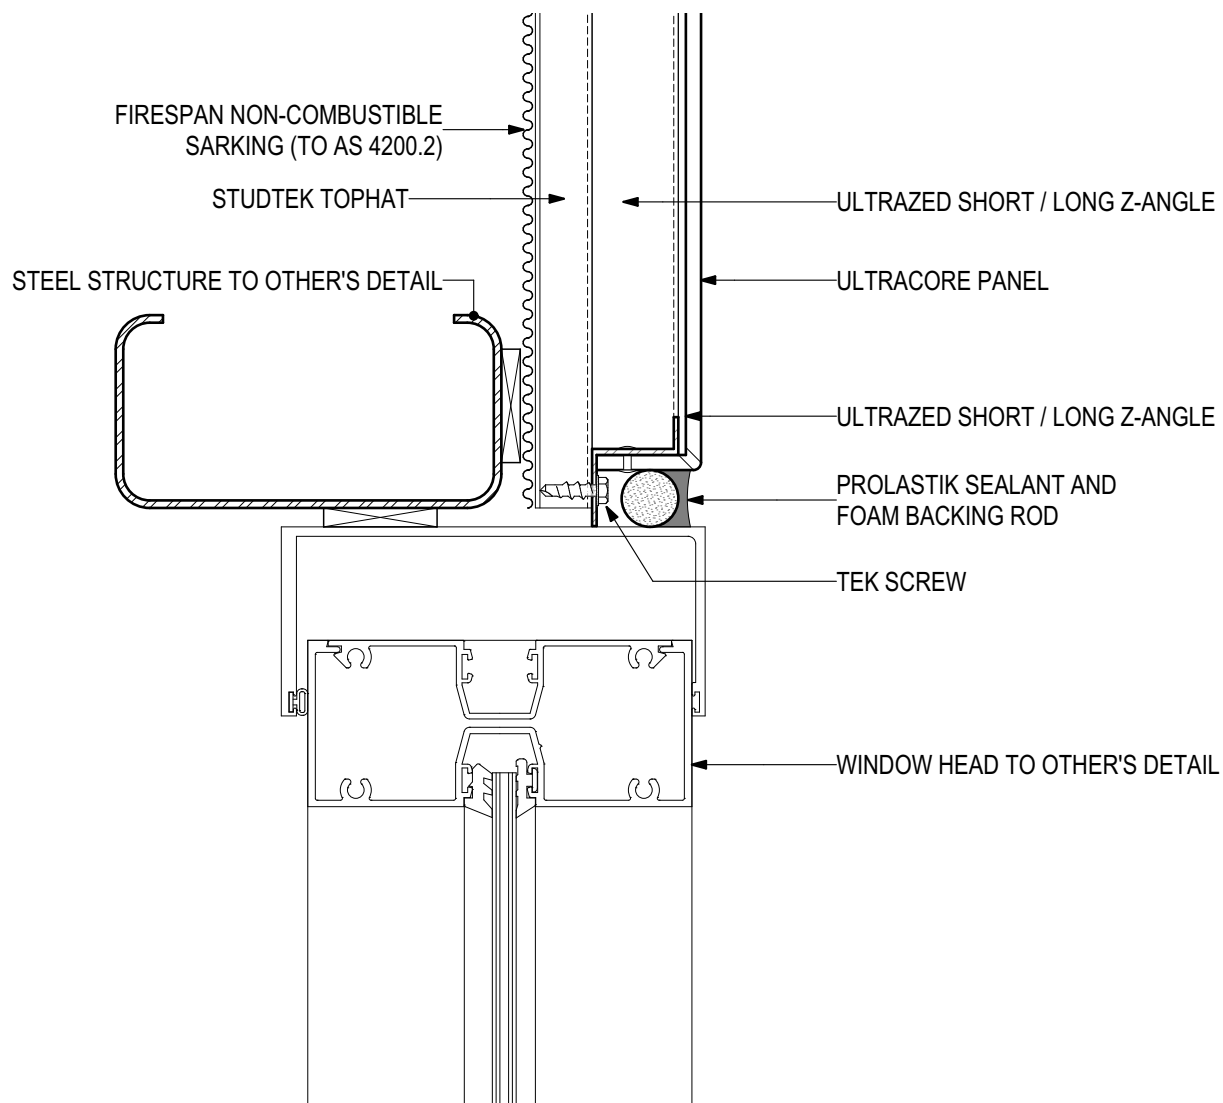 FIRESPAN NON-COMBUSTIBLE
SARKING (TO AS 4200.2)
STUDTEK TOPHAT
ULTRAZED SHORT / LONG Z-ANGLE
STEEL STRUCTURE TO OTHER'S DETAIL
ULTRACORE PANEL
ULTRAZED SHORT / LONG Z-ANGLE
PROLASTIK SEALANT AND
FOAM BACKING ROD
TEK SCREW
WINDOW HEAD TO OTHER'S DETAIL